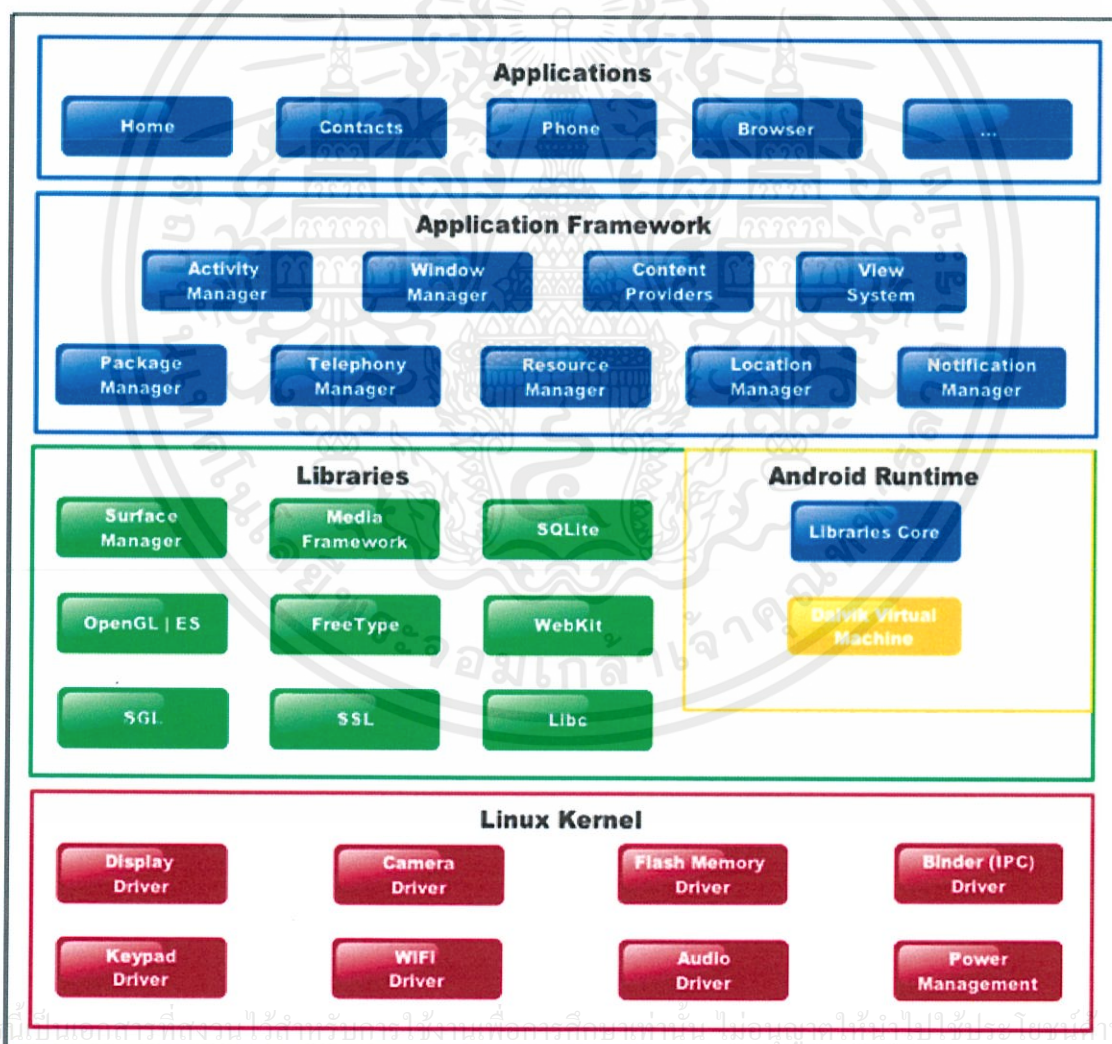 Applications
Home
Contacts
Phone
Browser
...
Application Framework
Activity
Manager
Window
Manager
Content
Providers
View
System
Package
Manager
Telephony
Manager
Resource
Manager
Location
Manager
Notification
Manager
Libraries
Surface
Manager
Media
Framework
SQLite
OpenGL | ES
FreeType
WebKit
SGL
SSL
Libc
Android Runtime
Libraries Core
Dalvik Virtual
Machine
Linux Kernel
Display
Driver
Camera
Driver
Flash Memory
Driver
Binder (IPC)
Driver
Keypad
Driver
WiFi
Driver
Audio
Driver
Power
Management